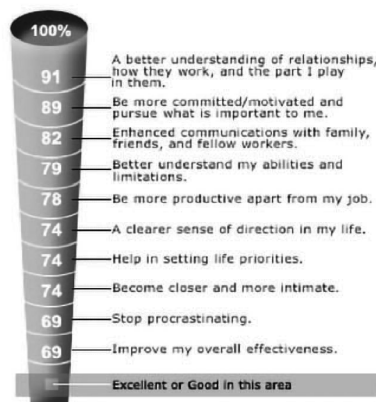 100%
91 A better understanding of relationships,
how they work, and the part I play
in them.
89 Be more committed/motivated and
pursue what is important to me.
82 Enhanced communications with family,
friends, and fellow workers.
79 Better understand my abilities and
limitations.
78 Be more productive apart from my job.
74 A clearer sense of direction in my life.
74 Help in setting life priorities.
74 Become closer and more intimate.
69 Stop procrastinating.
69 Improve my overall effectiveness.
Excellent or Good in this area